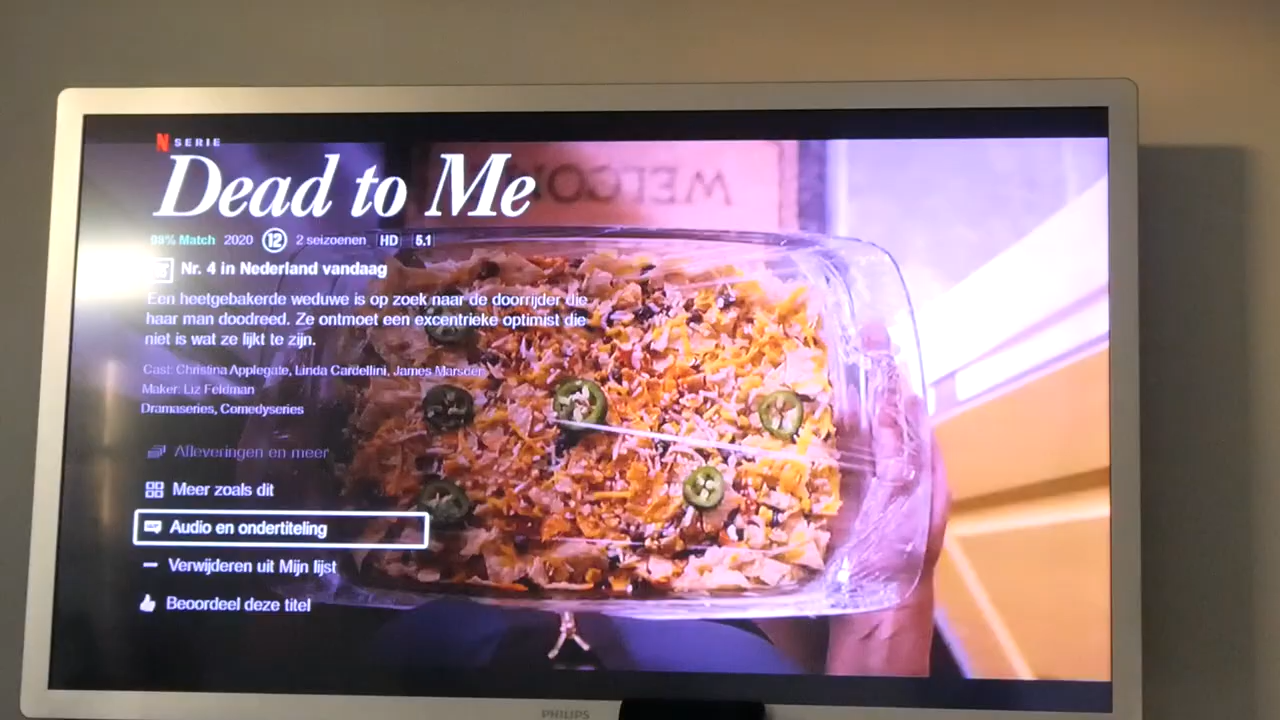 N SERIE
WELCOM
Dead to Me
98% Match 2020 12 2 seizoenen HD 5.1
Nr. 4 in Nederland vandaag
Een heetgebakerde weduwe is op zoek naar de doorrijder die
haar man doodreed. Ze ontmoet een excentrieke optimist die
niet is wat ze lijkt te zijn.
Cast: Christina Applegate, Linda Cardellini, James Marsden
Maker: Liz Feldman
Dramaseries, Comedyseries
Afleveringen en meer
Meer zoals dit
Audio en ondertiteling
Verwijderen uit Mijn lijst
Beoordeel deze titel
PHILIPS